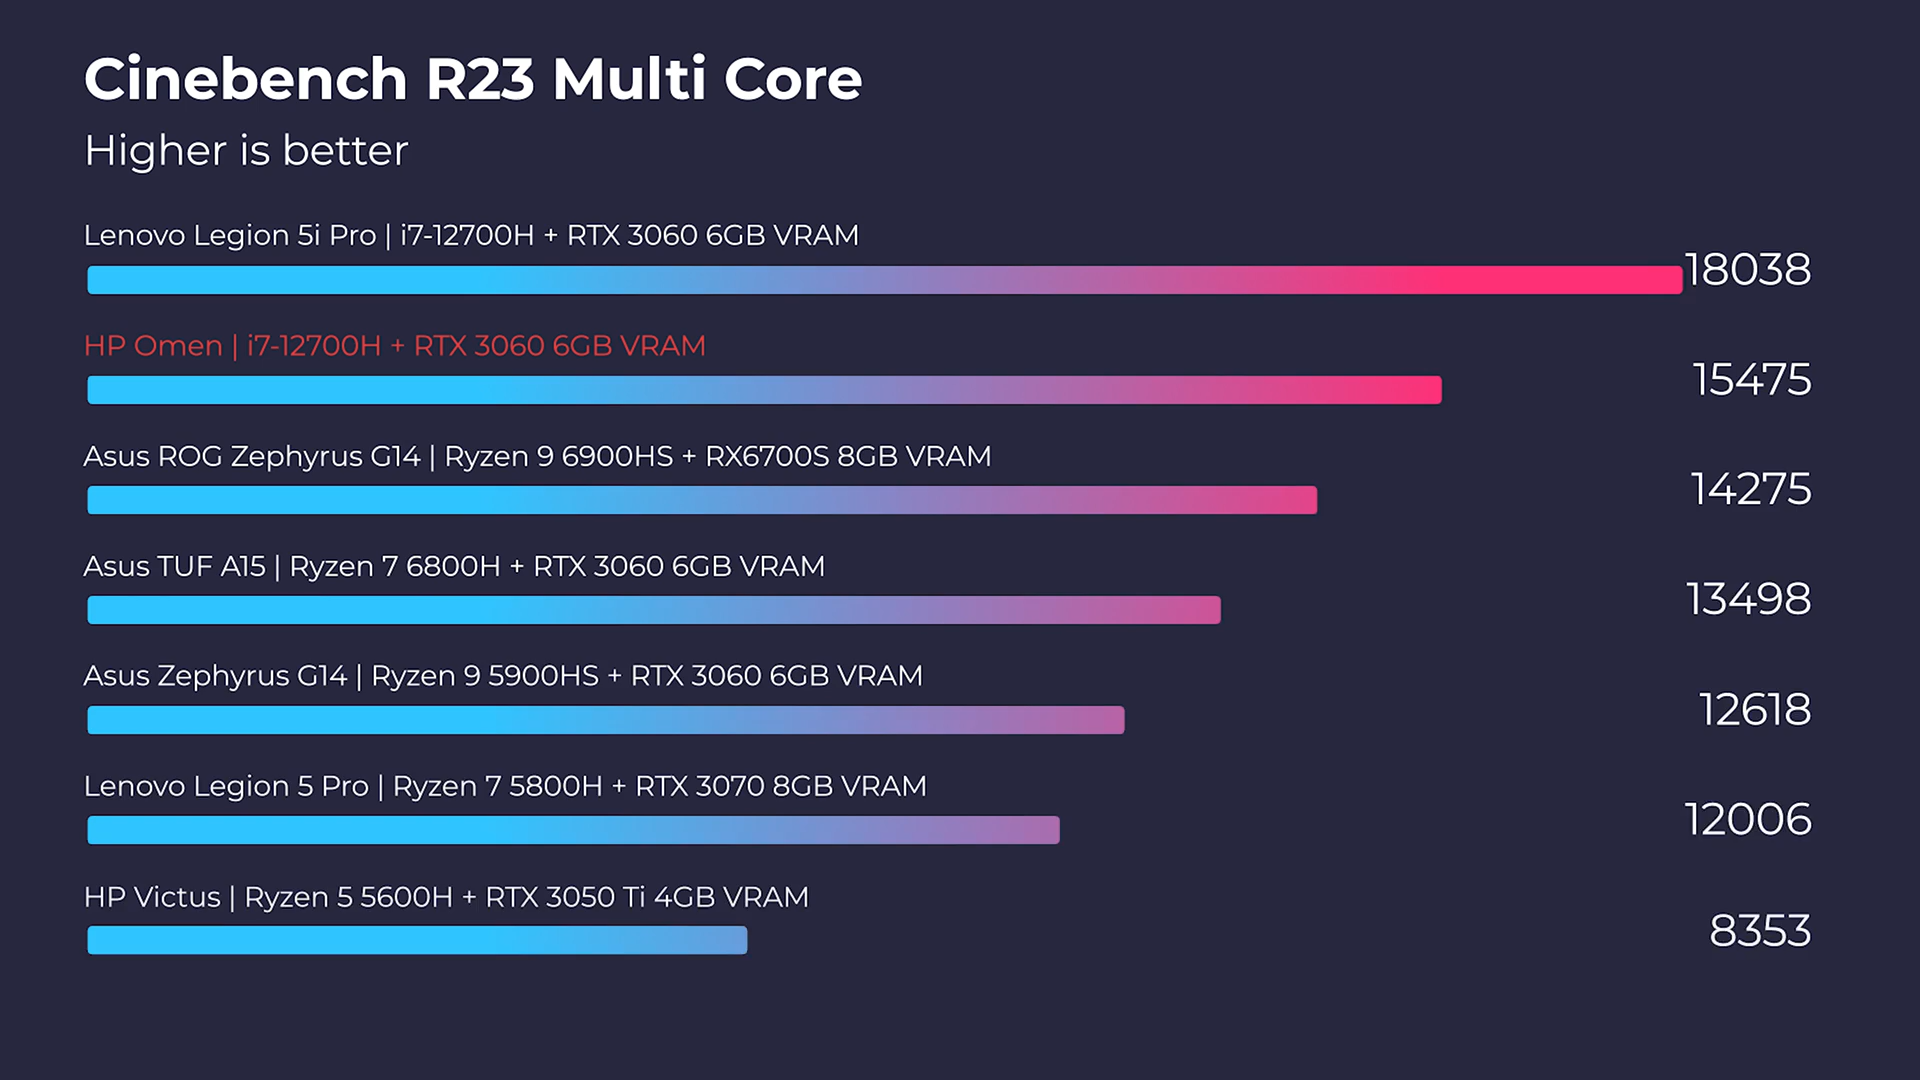 Cinebench R23 Multi Core
Higher is better
Lenovo Legion 5i Pro | i7-12700H + RTX 3060 6GB VRAM
18038
HP Omen | i7-12700H + RTX 3060 6GB VRAM
15475
Asus ROG Zephyrus G14 | Ryzen 9 6900HS + RX6700S 8GB VRAM
14275
Asus TUF A15 | Ryzen 7 6800H + RTX 3060 6GB VRAM
13498
Asus Zephyrus G14 | Ryzen 9 5900HS + RTX 3060 6GB VRAM
12618
Lenovo Legion 5 Pro | Ryzen 7 5800H + RTX 3070 8GB VRAM
12006
HP Victus | Ryzen 5 5600H + RTX 3050 Ti 4GB VRAM
8353